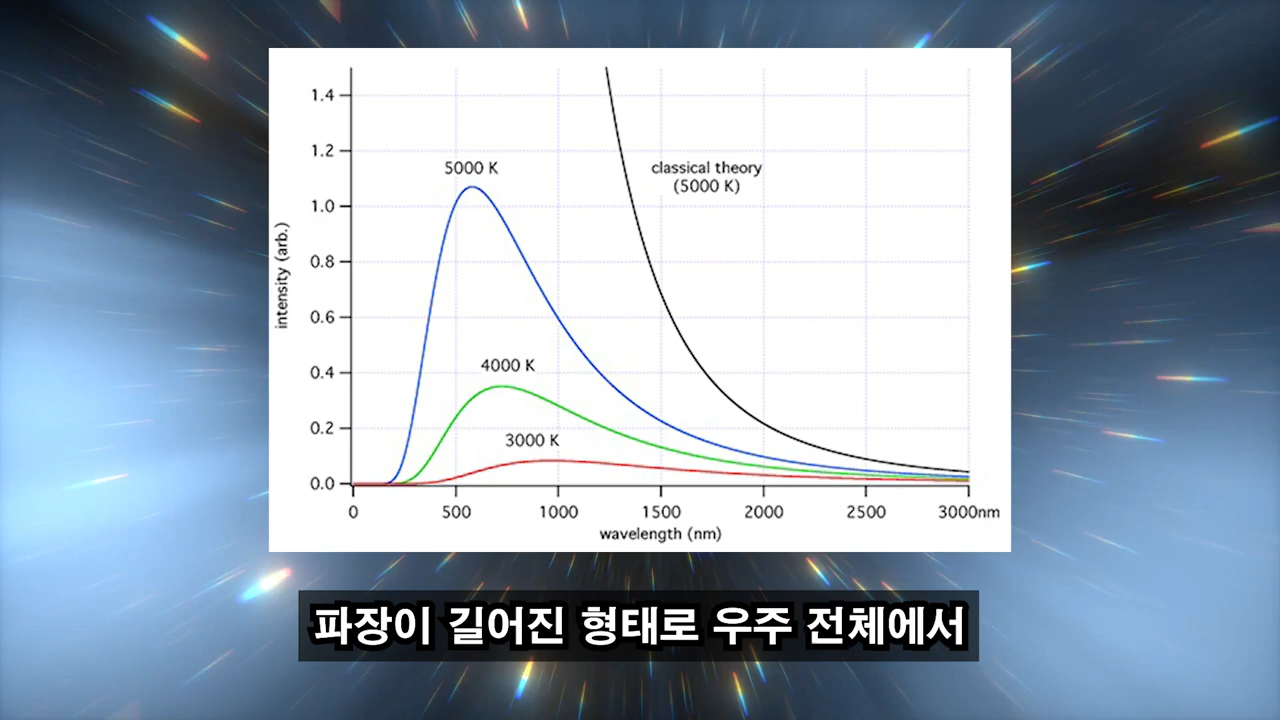 1.4
1.2
1.0
0.8
0.6
0.4
0.2
0.0
intensity (arb.)
5000 K
classical theory
(5000 K)
4000 K
3000 K
0 500 1000 1500 2000 2500 3000nm
wavelength (nm)
파장이 길어진 형태로 우주 전체에서